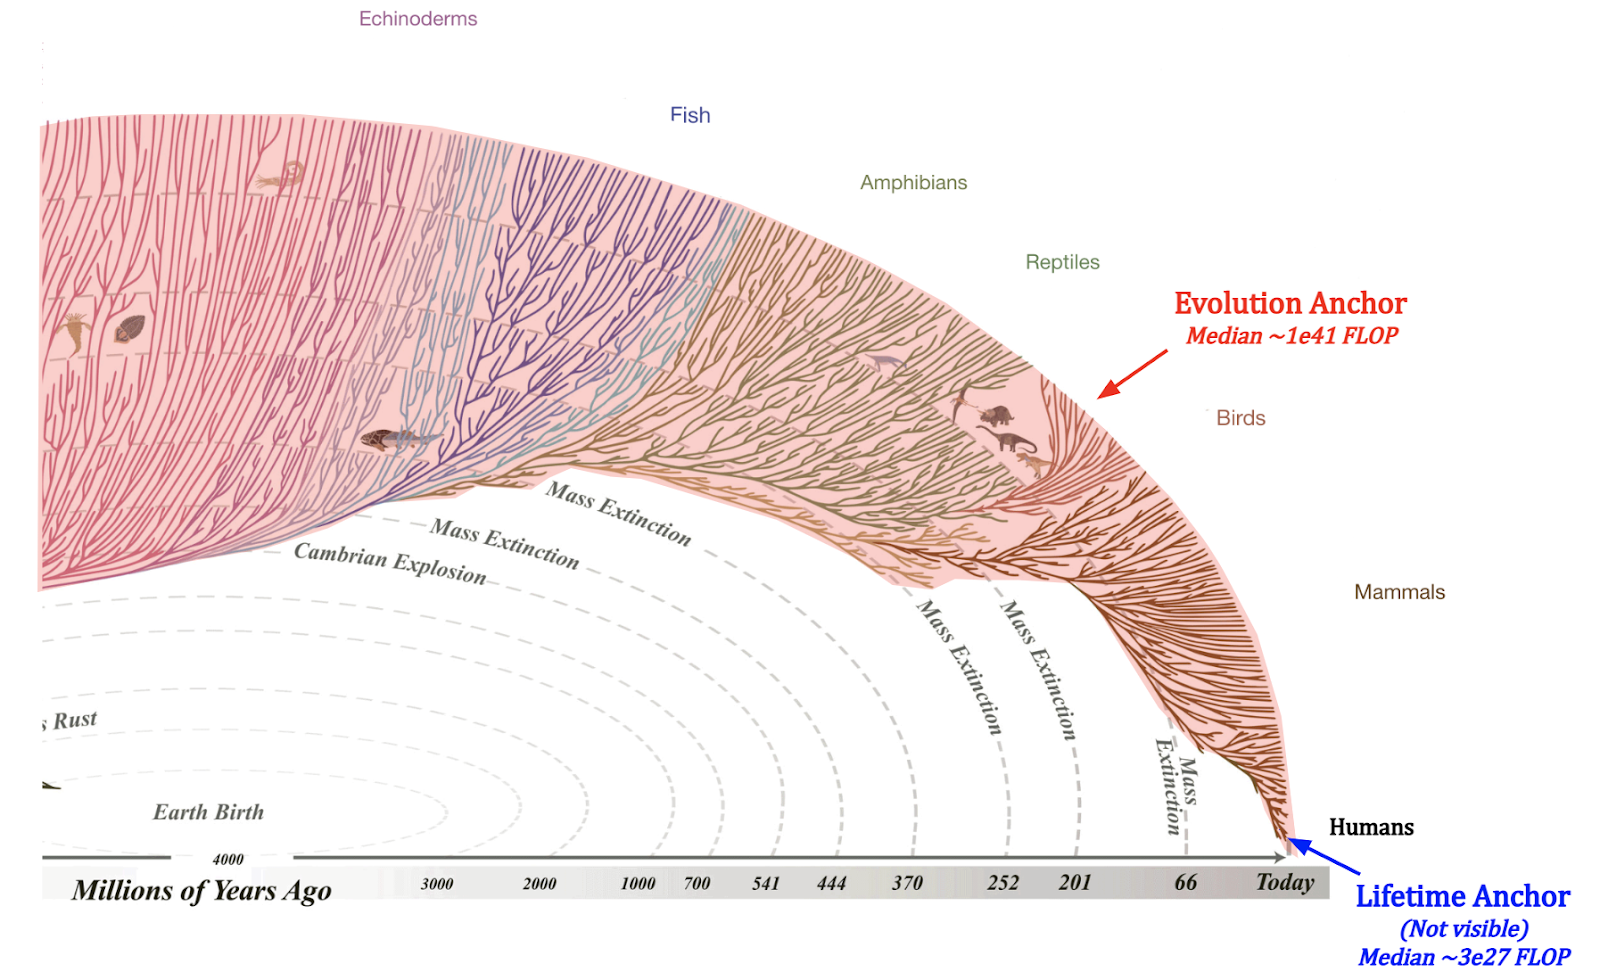 Echinoderms
Fish
Amphibians
Reptiles
Evolution Anchor
Median ~1e41 FLOP
Birds
Mass Extinction
Mass Extinction
Cambrian Explosion
Mammals
Mass Extinction
Mass Extinction
s Rust
Mass
Extinction
Earth Birth
Humans
4000
Millions of Years Ago
3000 2000 1000 700 541 444 370 252 201 66 Today
Lifetime Anchor
(Not visible)
Median ~3e27 FLOP